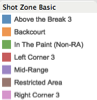 Shot Zone Basic
Above the Break 3
Backcourt
In The Paint (Non-RA)
Left Corner 3
Mid-Range
Restricted Area
Right Corner 3